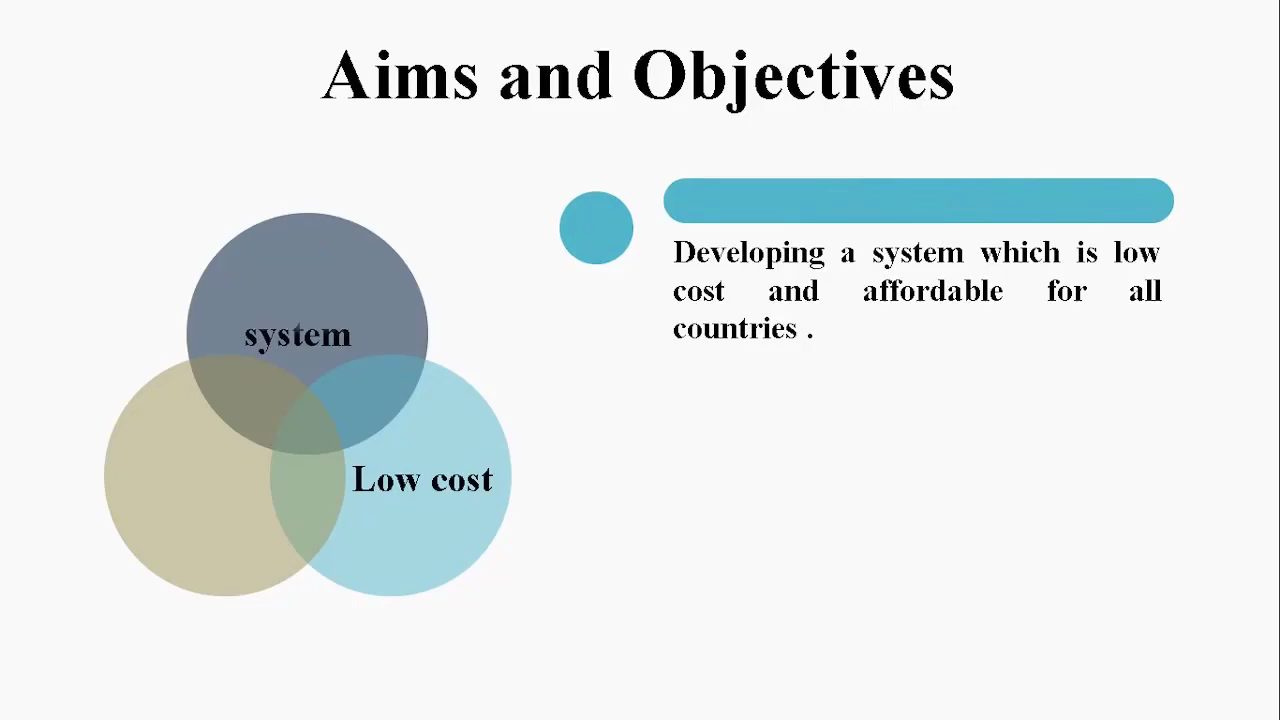 Aims and Objectives
system
Low cost
Developing a system which is low
cost and affordable for all
countries .